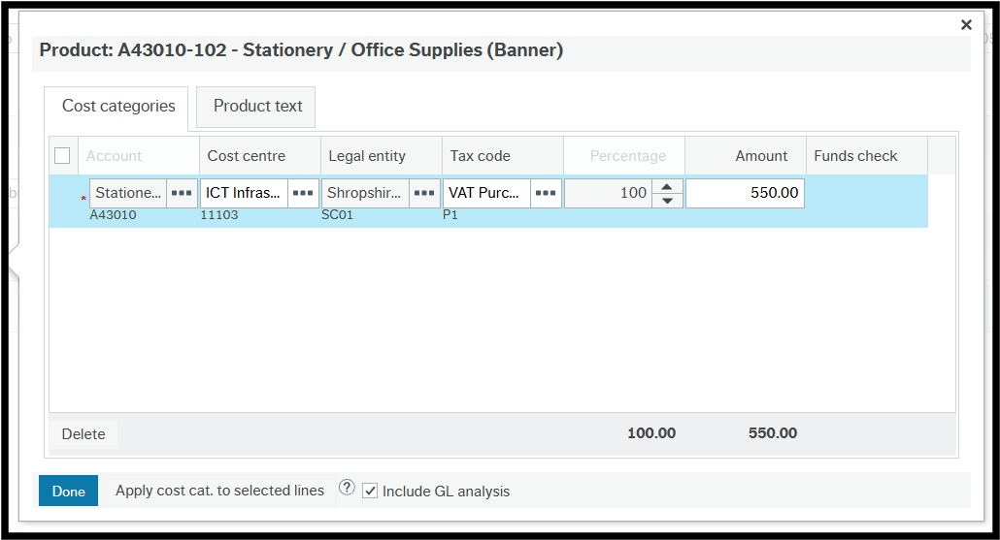 Product: A43010-102 - Stationery / Office Supplies (Banner)
Cost categories Product text
Account Cost centre Legal entity Tax code Percentage Amount Funds check
* Statione... ICT Infras... Shropshir... VAT Purc... 100 550.00
A43010 11103 SC01 P1
Delete 100.00 550.00
Done Apply cost cat. to selected lines ? Include GL analysis